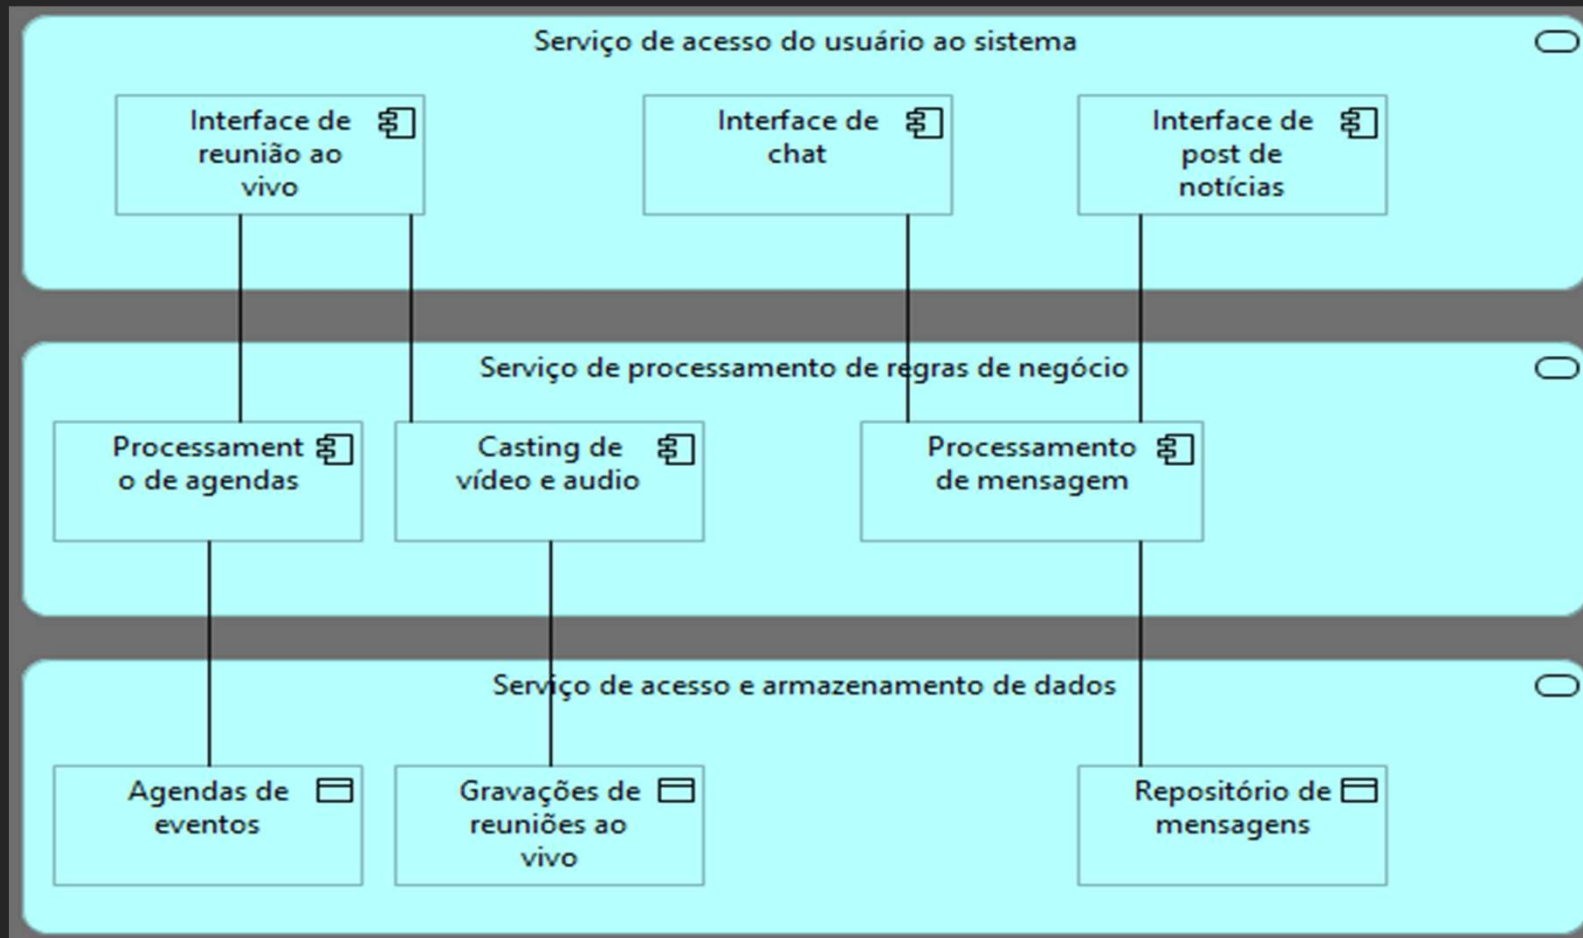 Serviço de acesso do usuário ao sistema
Interface de
reunião ao
vivo
Interface de
chat
Interface de
post de
notícias
Serviço de processamento de regras de negócio
Processament
o de agendas
Casting de
vídeo e audio
Processamento
de mensagem
Serviço de acesso e armazenamento de dados
Agendas de
eventos
Gravações de
reuniões ao
vivo
Repositório de
mensagens